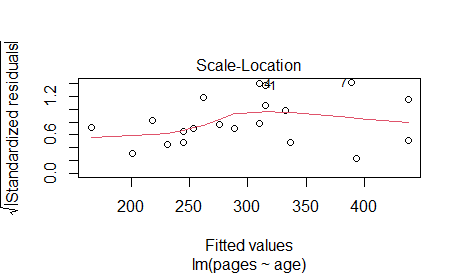 Scale-Location
√|Standardized residuals|
1.2
0.6
0.0
7
200
250
300
350
400
Fitted values
lm(pages ~ age)